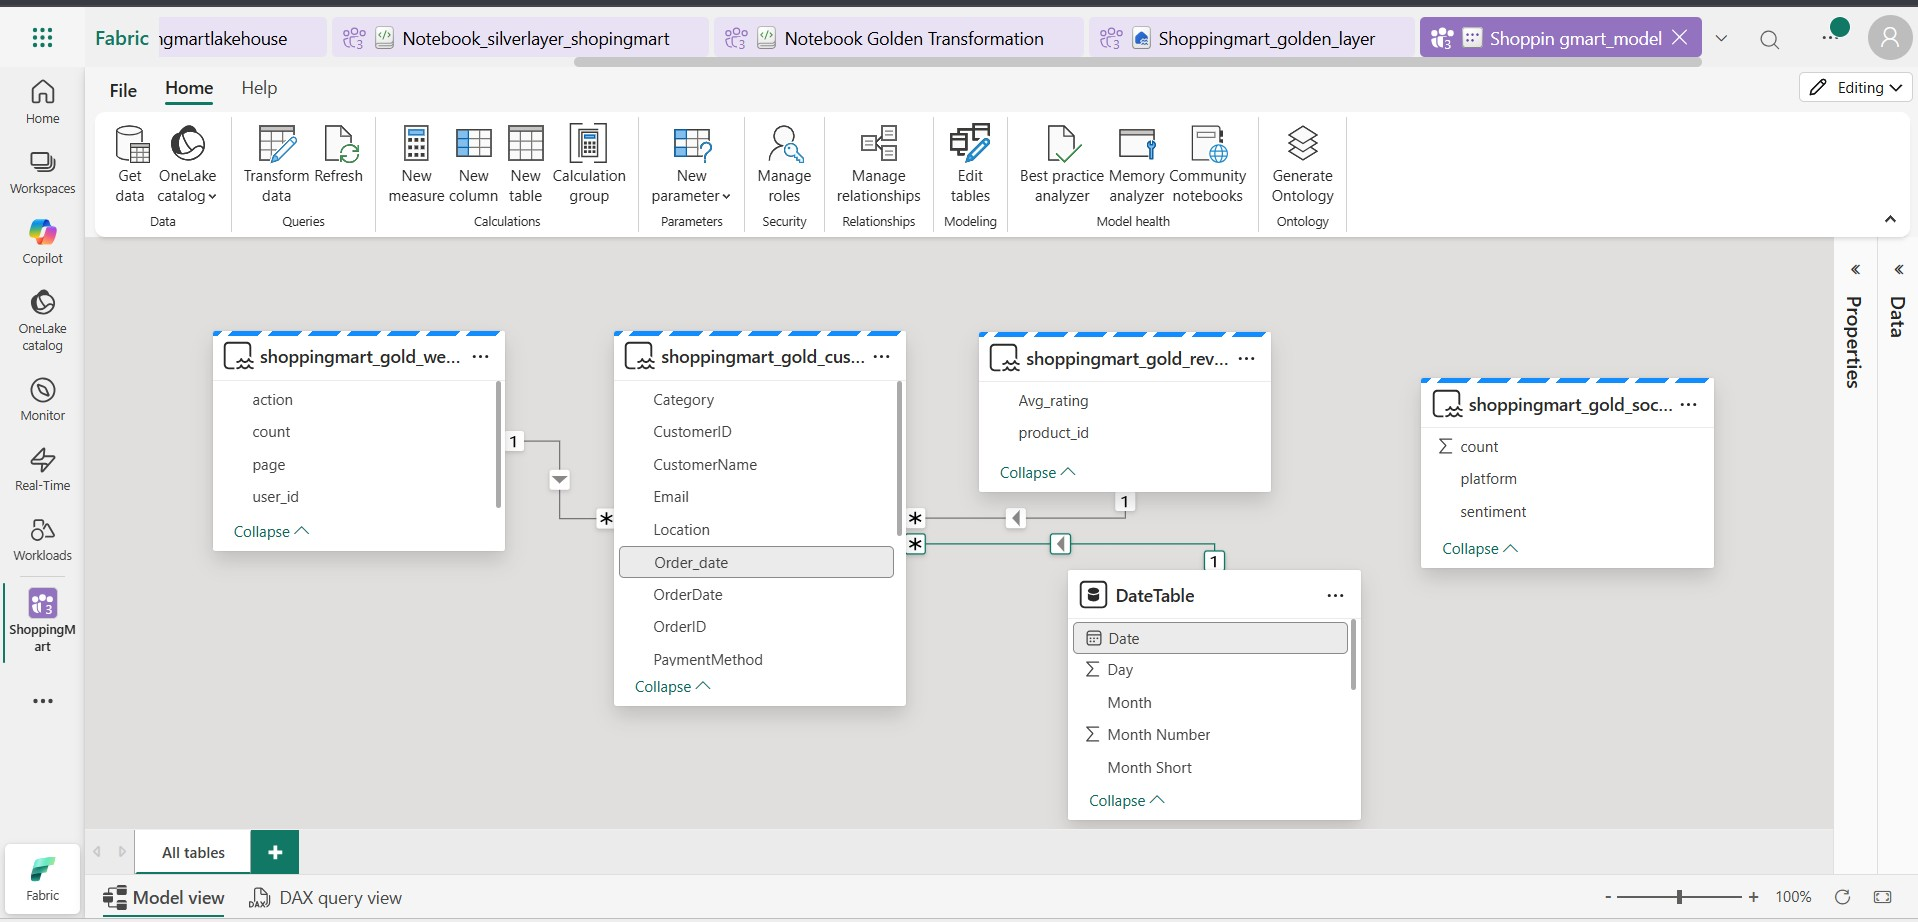 Fabric
ngmartlakehouse
Notebook_silverlayer_shopingmart
Notebook Golden Transformation
Shoppingmart_golden_layer
Shoppin gmart_model
File
Home
Help
Editing
Get data
OneLake catalog
Data
Transform data
Refresh
Queries
New measure
New column
New table
Calculation group
Calculations
New parameter
Parameters
Manage roles
Security
Manage relationships
Relationships
Edit tables
Modeling
Best practice analyzer
Memory analyzer
Community notebooks
Model health
Generate Ontology
Ontology
Home
Workspaces
Copilot
OneLake catalog
Monitor
Real-Time
Workloads
3
ShoppingM
art
Fabric
shoppingmart_gold_we...
action
count
page
user_id
Collapse
1
*
shoppingmart_gold_cus...
Category
CustomerID
CustomerName
Email
Location
Order_date
OrderDate
OrderID
PaymentMethod
Collapse
*
*
shoppingmart_gold_rev...
Avg_rating
product_id
Collapse
1
1
DateTable
Date
Day
Month
Month Number
Month Short
Collapse
shoppingmart_gold_soc...
count
platform
sentiment
Collapse
Properties
Data
All tables
+
Model view
DAX query view
- + 100%